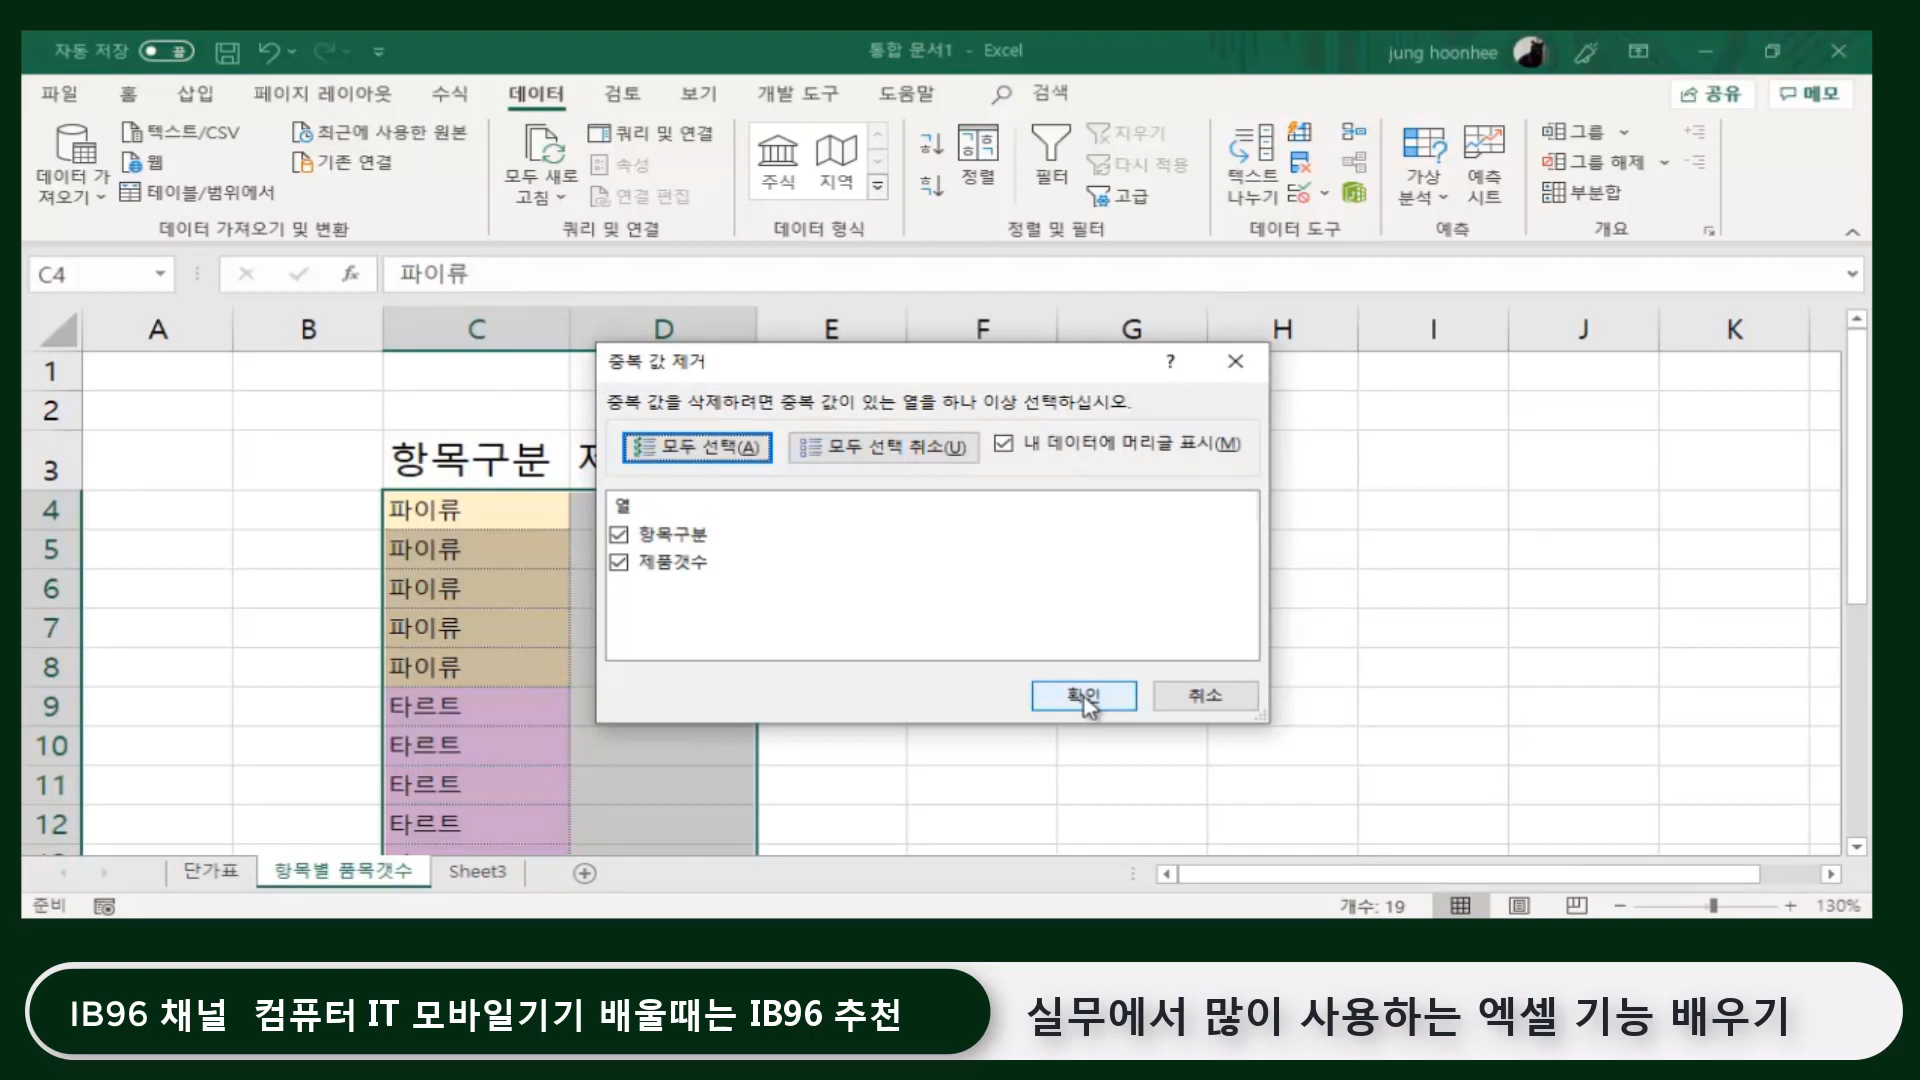 자동 저장 끔 통합 문서1 - Excel jung hoonhee
파일 홈 삽입 페이지 레이아웃 수식 데이터 검토 보기 개발 도구 도움말 검색 공유 메모
데이터 가져오기
텍스트/CSV
웹
테이블/범위에서
최근에 사용한 원본
기존 연결
데이터 가져오기 및 변환
모두 새로 고침
쿼리 및 연결
속성
연결 편집
쿼리 및 연결
주식 지역
데이터 형식
정렬
필터
지우기
다시 적용
고급
정렬 및 필터
텍스트 나누기
데이터 도구
가상 분석
예측 시트
예측
그룹
그룹 해제
부분합
개요
C4 fx 파이류
A B C D E F G H I J K
1
2
3 항목구분
4 파이류
5 파이류
6 파이류
7 파이류
8 파이류
9 타르트
10 타르트
11 타르트
12 타르트
중복 값 제거 ?
중복 값을 삭제하려면 중복 값이 있는 열을 하나 이상 선택하십시오.
모두 선택(A) 모두 선택 취소(U) 내 데이터에 머리글 표시(M)
열
항목구분
제품갯수
확인 취소
단가표 항목별 품목갯수 Sheet3
준비 개수: 19 130%
IB96 채널 컴퓨터 IT 모바일기기 배울때는 IB96 추천
실무에서 많이 사용하는 엑셀 기능 배우기